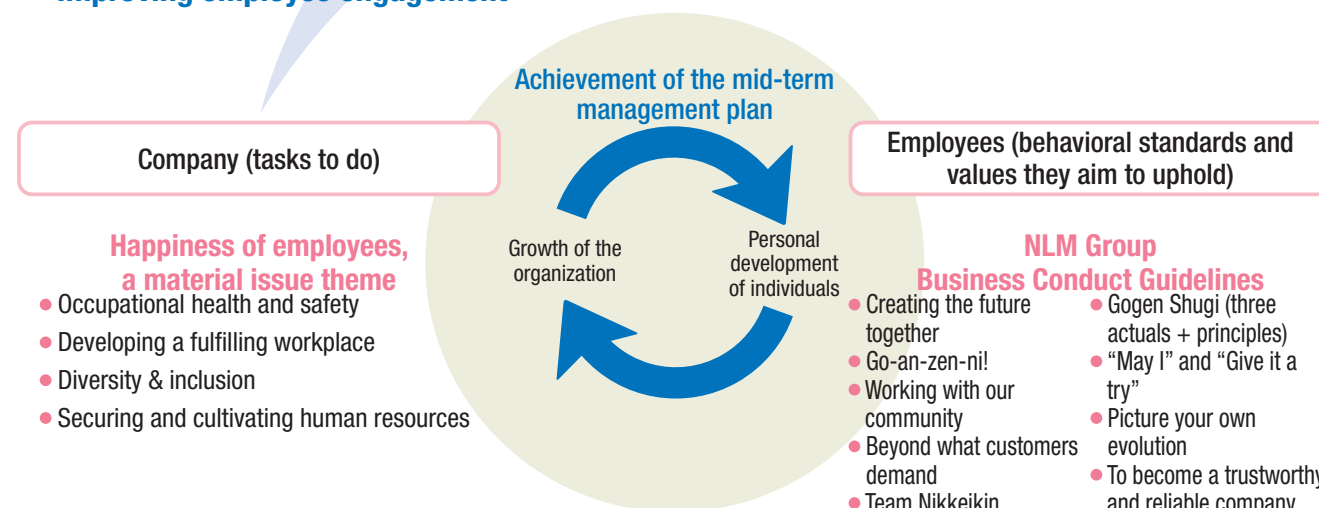 Improving employee engagement
Achievement of the mid-term
management plan
Company (tasks to do)
Employees (behavioral standards and
values they aim to uphold)
Growth of the
organization
Personal
development
of individuals
Happiness of employees,
a material issue theme
• Occupational health and safety
• Developing a fulfilling workplace
• Diversity & inclusion
• Securing and cultivating human resources
NLM Group
Business Conduct Guidelines
• Creating the future
together
• Go-an-zen-ni!
• Working with our
community
• Beyond what customers
demand
• Team Nikkeikin
• Gogen Shugi (three
actuals + principles)
• “May I” and “Give it a
try”
• Picture your own
evolution
• To become a trustworthy
and reliable company